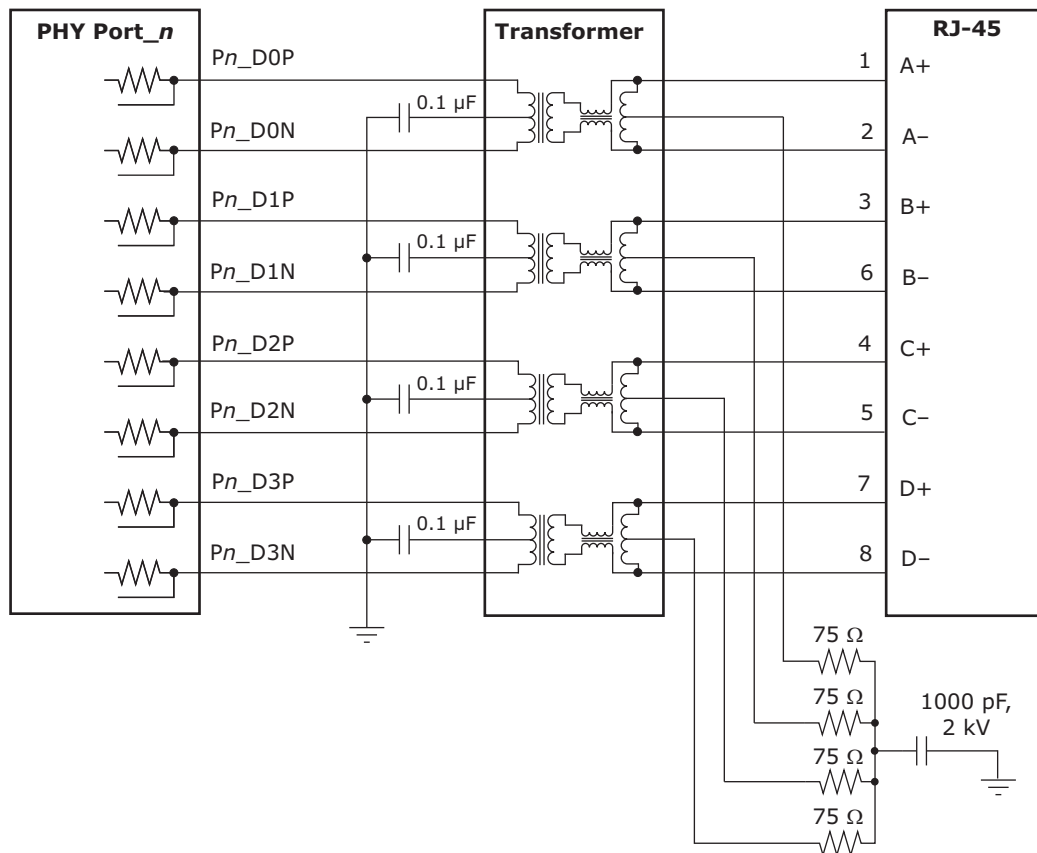 PHY Port_n
Transformer
RJ-45
Pn_D0P
1
A+
0.1 µF
Pn_D0N
2
A–
Pn_D1P
3
B+
0.1 µF
Pn_D1N
6
B–
Pn_D2P
4
C+
0.1 µF
Pn_D2N
5
C–
Pn_D3P
7
D+
0.1 µF
Pn_D3N
8
D–
75 Ω
75 Ω
1000 pF,
2 kV
75 Ω
75 Ω